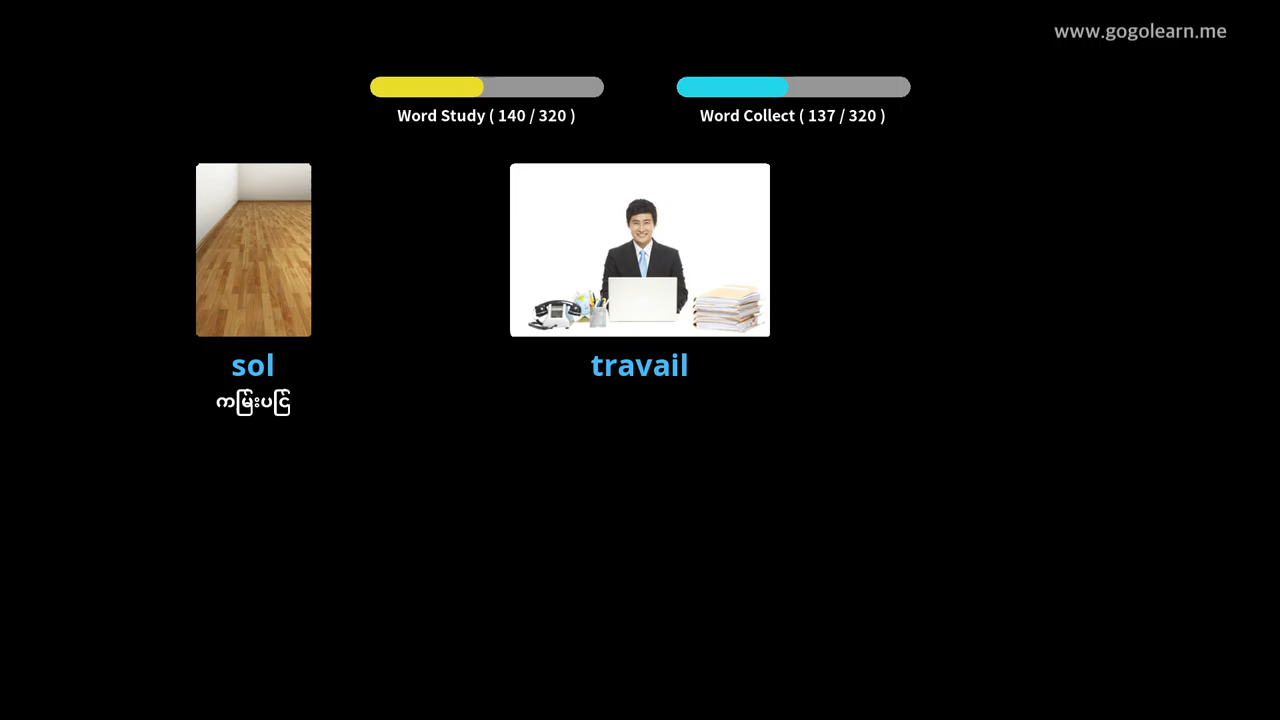 www.gogolearn.me
Word Study ( 140 / 320 )
Word Collect ( 137 / 320 )
sol
travail
ကမ်းြပင်